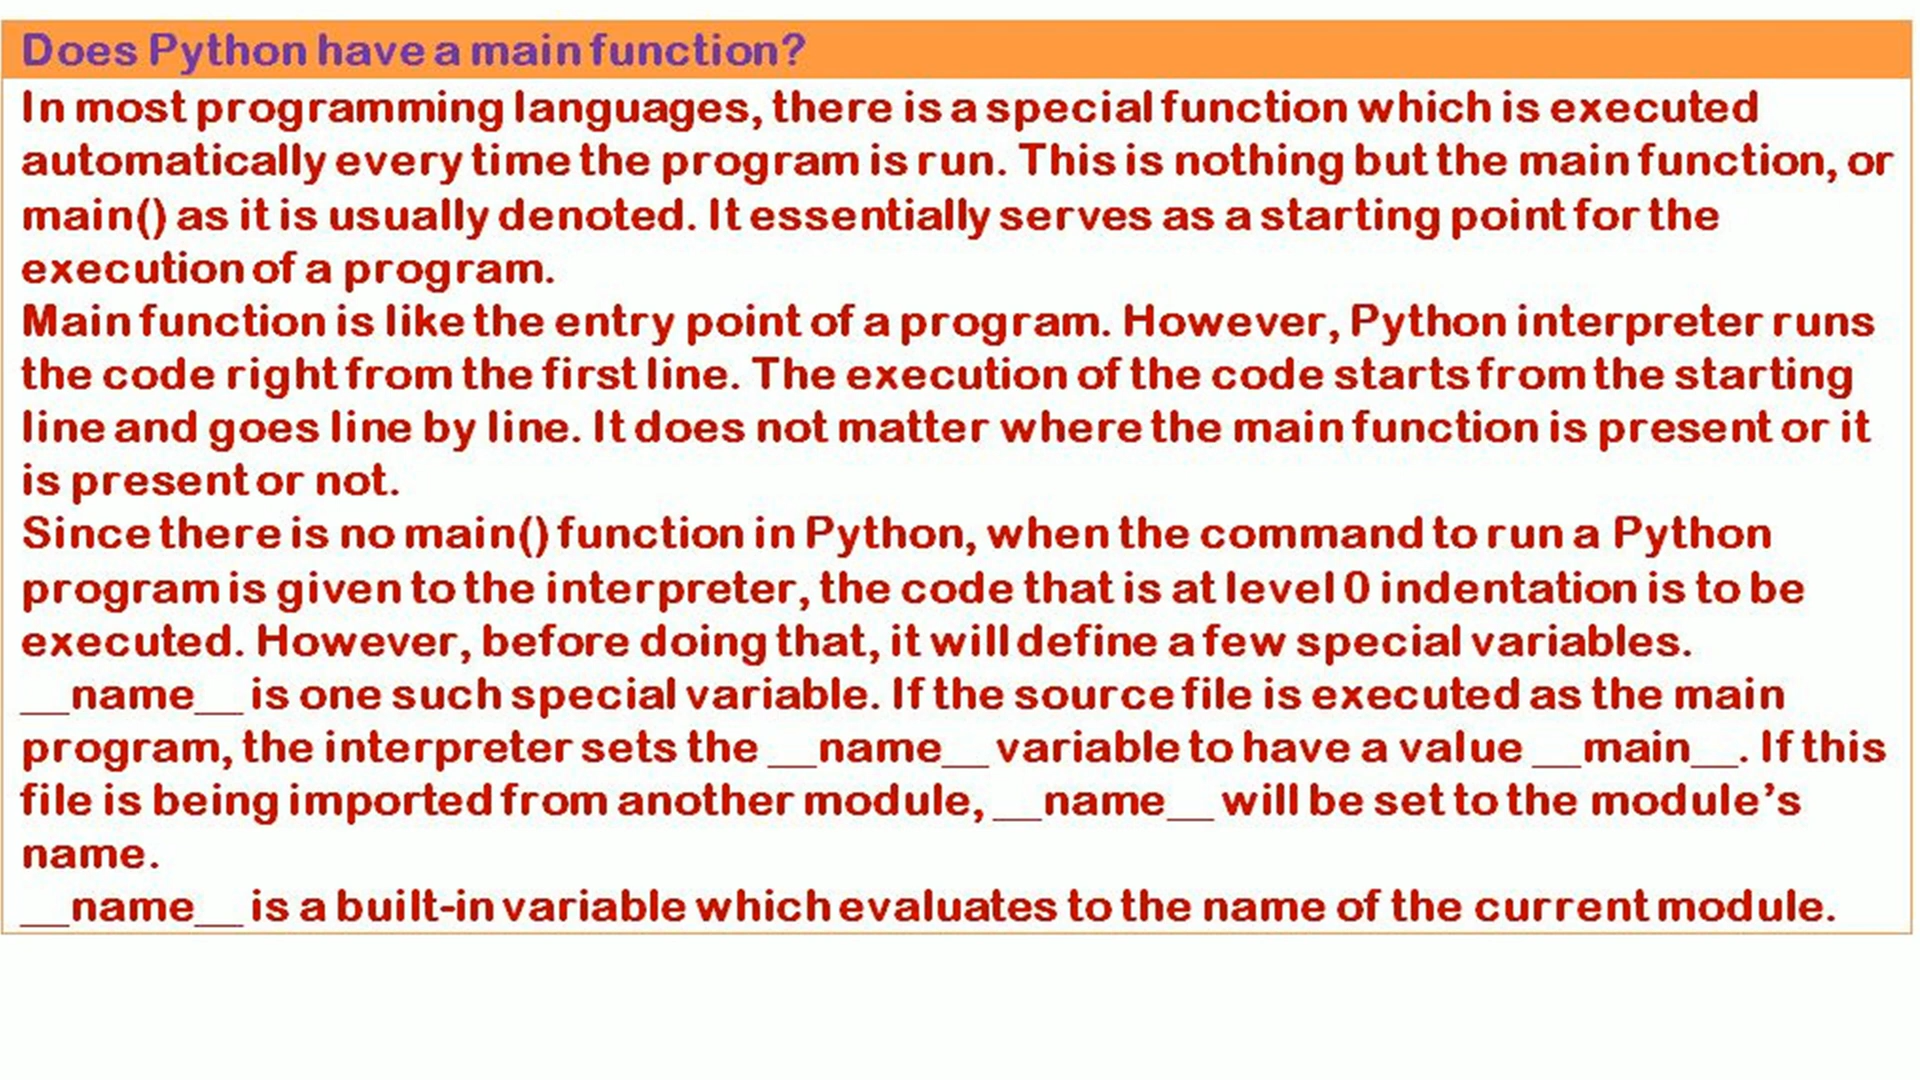 Does Python have a main function?
In most programming languages, there is a special function which is executed
automatically every time the program is run. This is nothing but the main function, or
main() as it is usually denoted. It essentially serves as a starting point for the
execution of a program.
Main function is like the entry point of a program. However, Python interpreter runs
the code right from the first line. The execution of the code starts from the starting
line and goes line by line. It does not matter where the main function is present or it
is present or not.
Since there is no main() function in Python, when the command to run a Python
program is given to the interpreter, the code that is at level 0 indentation is to be
executed. However, before doing that, it will define a few special variables.
__name__ is one such special variable. If the source file is executed as the main
program, the interpreter sets the __name__ variable to have a value __main__. If this
file is being imported from another module, __name__ will be set to the module’s
name.
__name__ is a built-in variable which evaluates to the name of the current module.